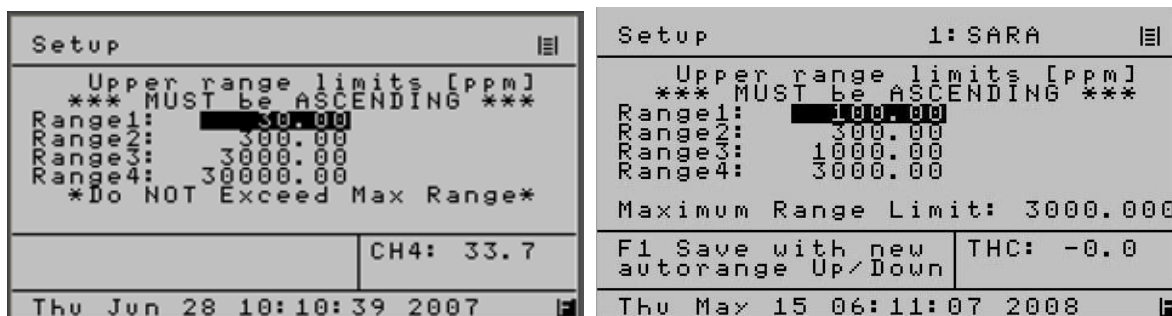 Setup
Upper range limits [ppm]
*** MUST be ASCENDING ***
Range1: 30.00
Range2: 300.00
Range3: 3000.00
Range4: 30000.00
*Do NOT Exceed Max Range*
CH4: 33.7
Thu Jun 28 10:10:39 2007
Setup 1:SARA
Upper range limits [ppm]
*** MUST be ASCENDING ***
Range1: 100.00
Range2: 300.00
Range3: 1000.00
Range4: 3000.00
Maximum Range Limit: 3000.000
F1 Save with new
autorange Up/Down
THC: -0.0
Thu May 15 06:11:07 2008